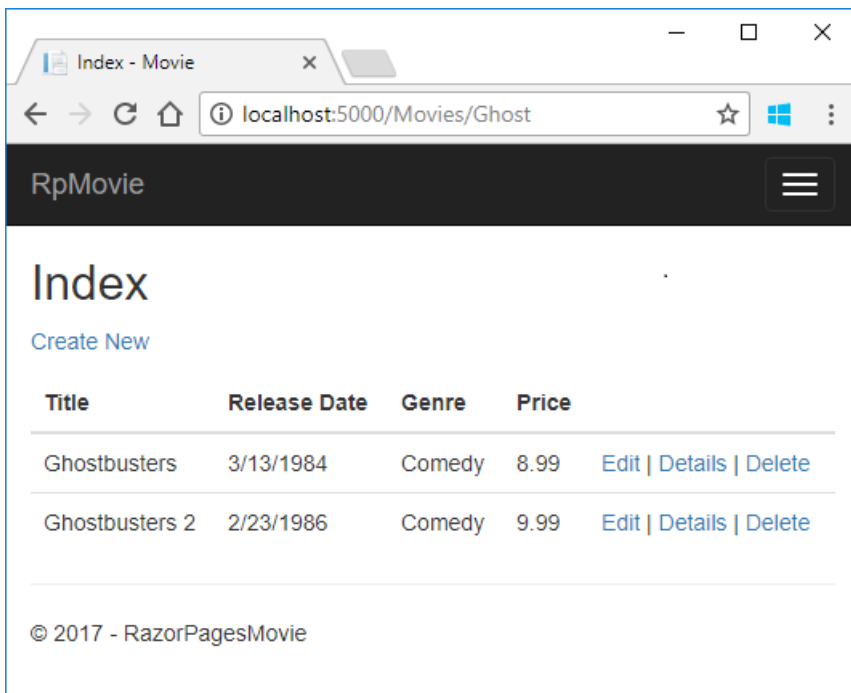 Index - Movie
localhost:5000/Movies/Ghost
RpMovie
Index
Create New
Title Release Date Genre Price
Ghostbusters 3/13/1984 Comedy 8.99 Edit | Details | Delete
Ghostbusters 2 2/23/1986 Comedy 9.99 Edit | Details | Delete
© 2017 - RazorPagesMovie